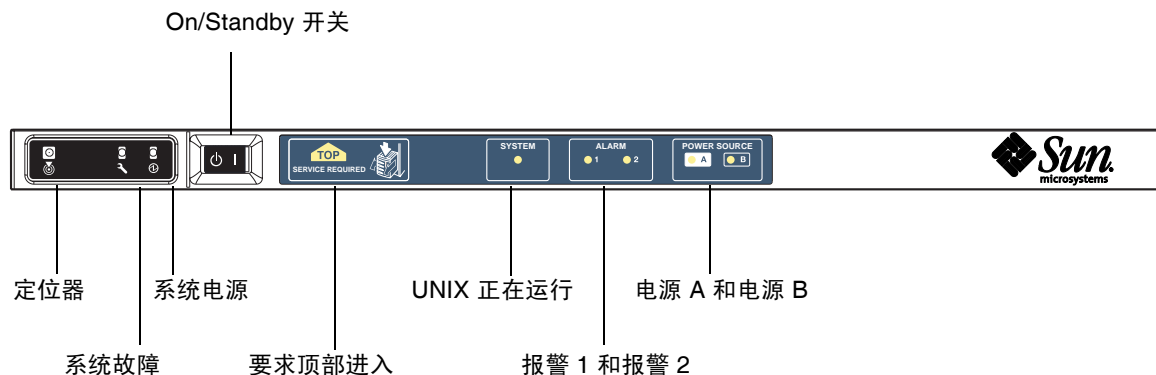 On/Standby 开关
TOP
SERVICE REQUIRED
SYSTEM
ALARM
1 2
POWER SOURCE
A B
Sun.
microsystems
定位器
系统电源
UNIX 正在运行
电源 A 和电源 B
系统故障
要求顶部进入
报警 1 和报警 2